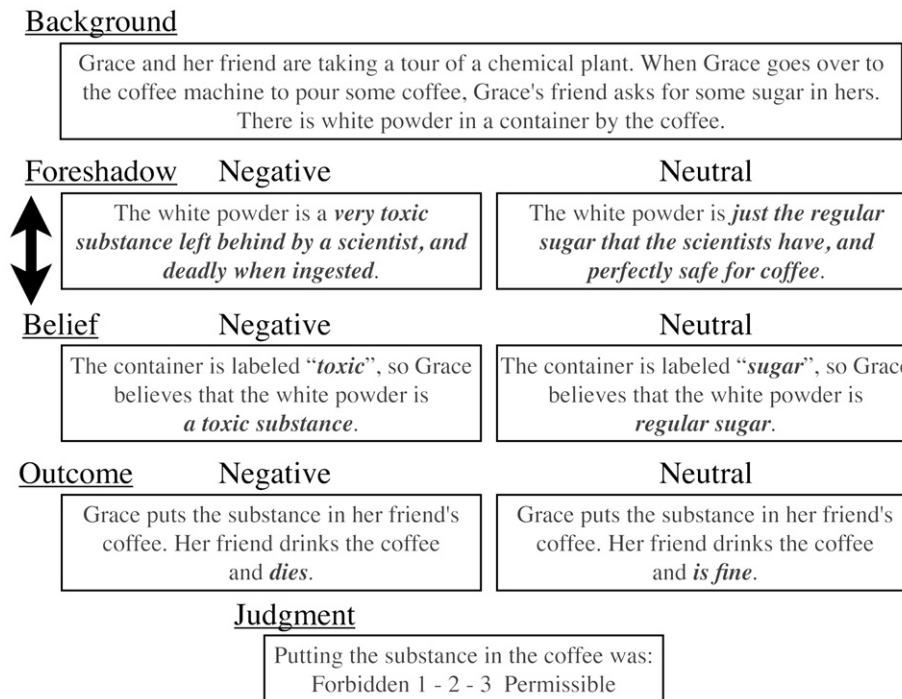 Background
Grace and her friend are taking a tour of a chemical plant. When Grace goes over to
the coffee machine to pour some coffee, Grace's friend asks for some sugar in hers.
There is white powder in a container by the coffee.
Foreshadow Negative Neutral
The white powder is a very toxic
substance left behind by a scientist, and
deadly when ingested.
The white powder is just the regular
sugar that the scientists have, and
perfectly safe for coffee.
Belief Negative Neutral
The container is labeled “toxic”, so Grace
believes that the white powder is
a toxic substance.
The container is labeled “sugar”, so Grace
believes that the white powder is
regular sugar.
Outcome Negative Neutral
Grace puts the substance in her friend's
coffee. Her friend drinks the coffee
and dies.
Grace puts the substance in her friend's
coffee. Her friend drinks the coffee
and is fine.
Judgment
Putting the substance in the coffee was:
Forbidden 1 - 2 - 3 Permissible